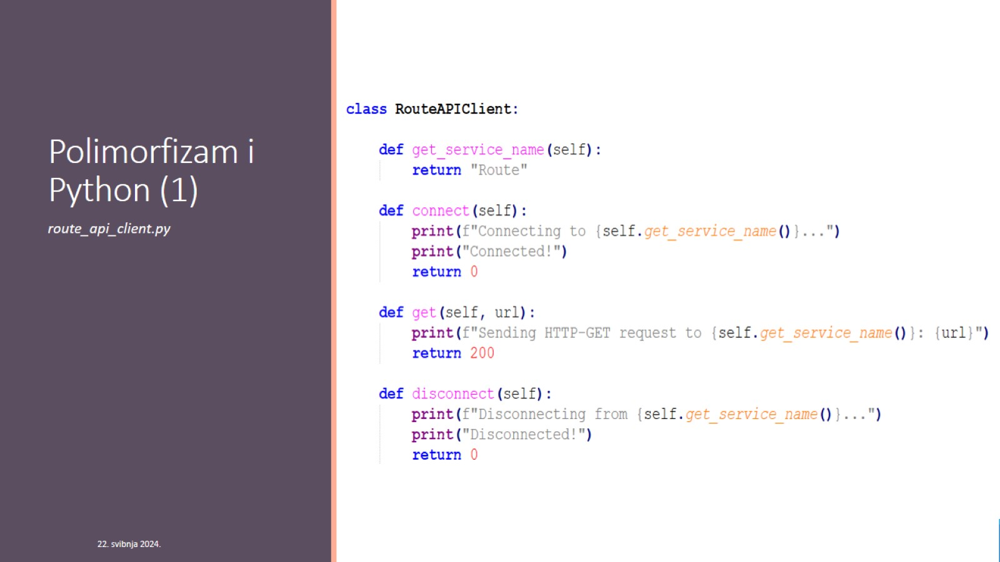 Polimorfizam i
Python (1)
route_api_client.py
22. svibnja 2024.
class RouteAPIClient:
def get_service_name(self):
return "Route"
def connect(self):
print(f"Connecting to {self.get_service_name()}...")
print("Connected!")
return 0
def get(self, url):
print(f"Sending HTTP-GET request to {self.get_service_name()}: {url}")
return 200
def disconnect(self):
print(f"Disconnecting from {self.get_service_name()}...")
print("Disconnected!")
return 0